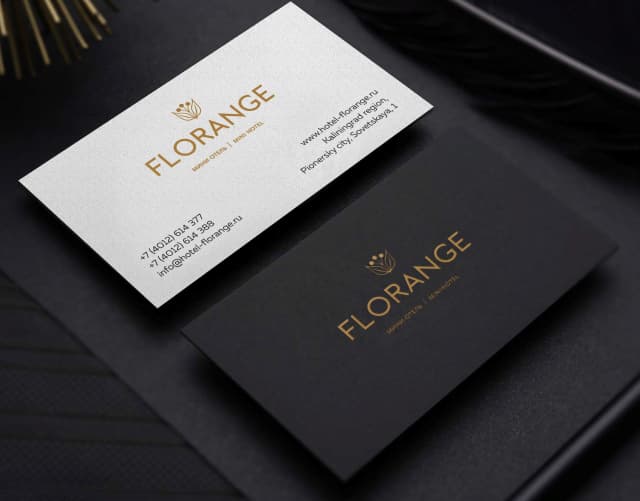 FLORANGE
МИНИ-ОТЕЛЬ | MINI-HOTEL
www.hotel-florange.ru
Kaliningrad region,
Pionersky city, Sovetskaya, 1
+7 (4012) 614 377
+7 (4012) 614 388
info@hotel-florange.ru
FLORANGE
МИНИ-ОТЕЛЬ | MINI-HOTEL